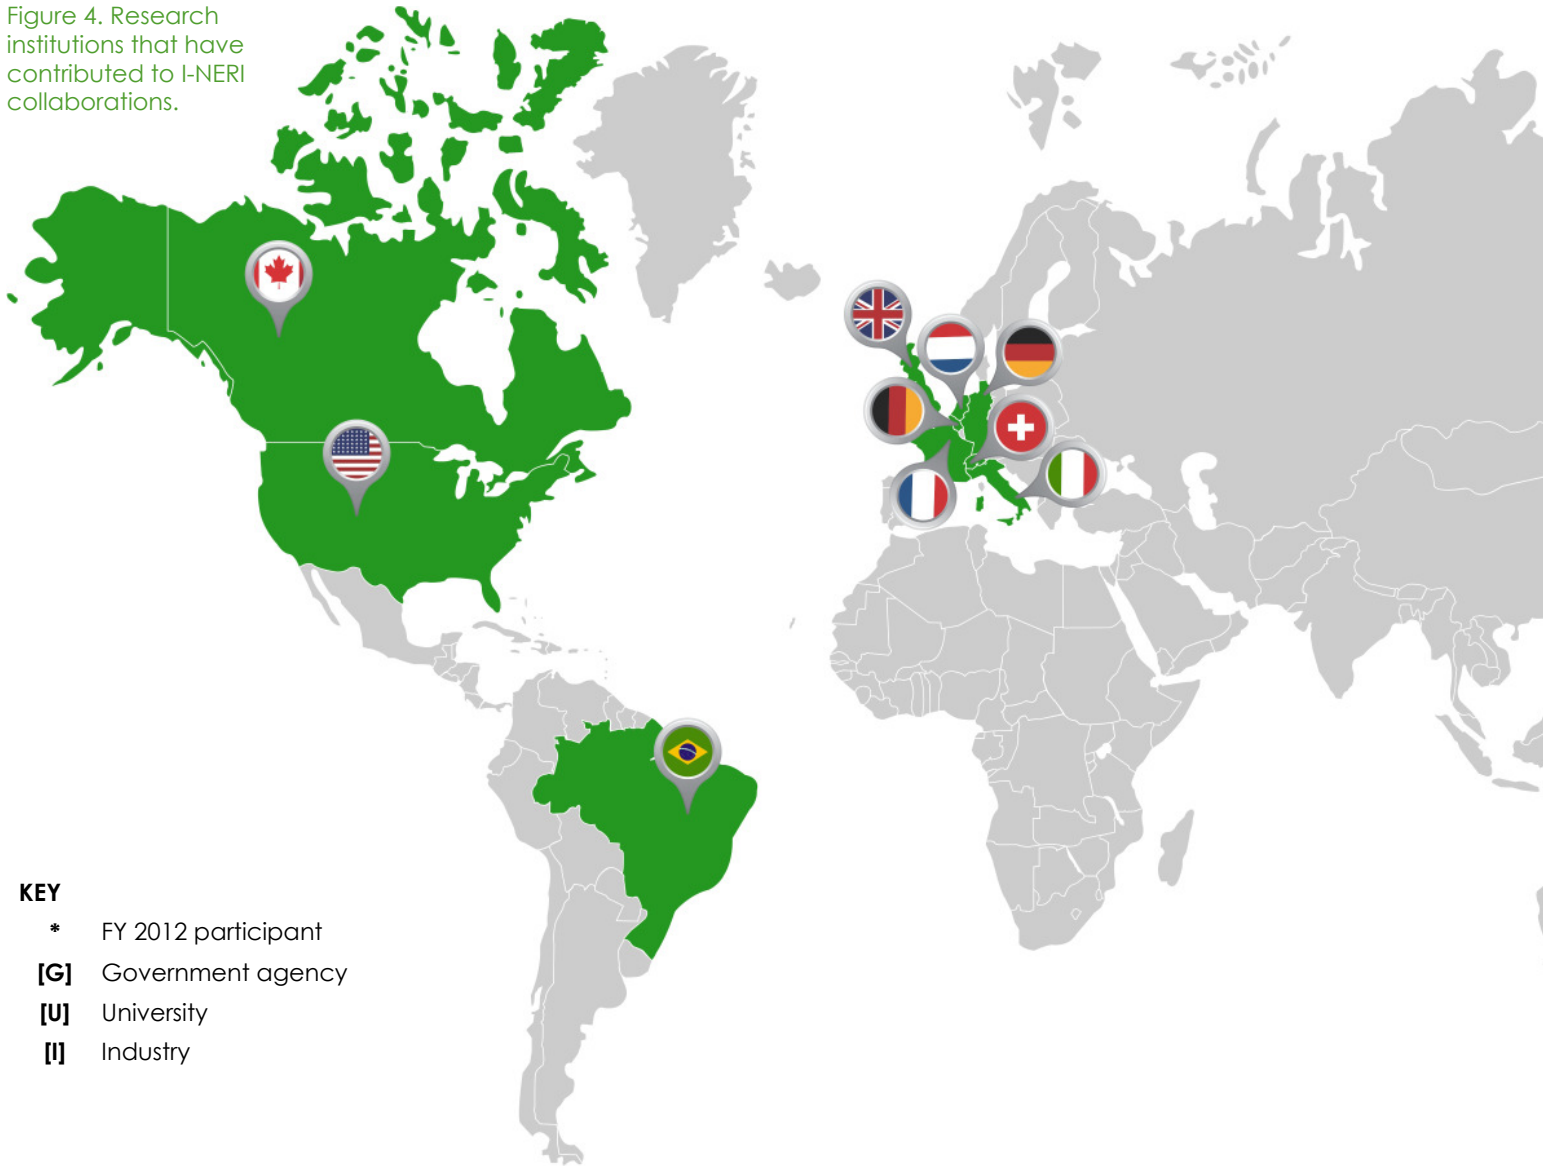 Figure 4. Research
institutions that have
contributed to I-NERI
collaborations.
KEY
* FY 2012 participant
[G] Government agency
[U] University
[I] Industry